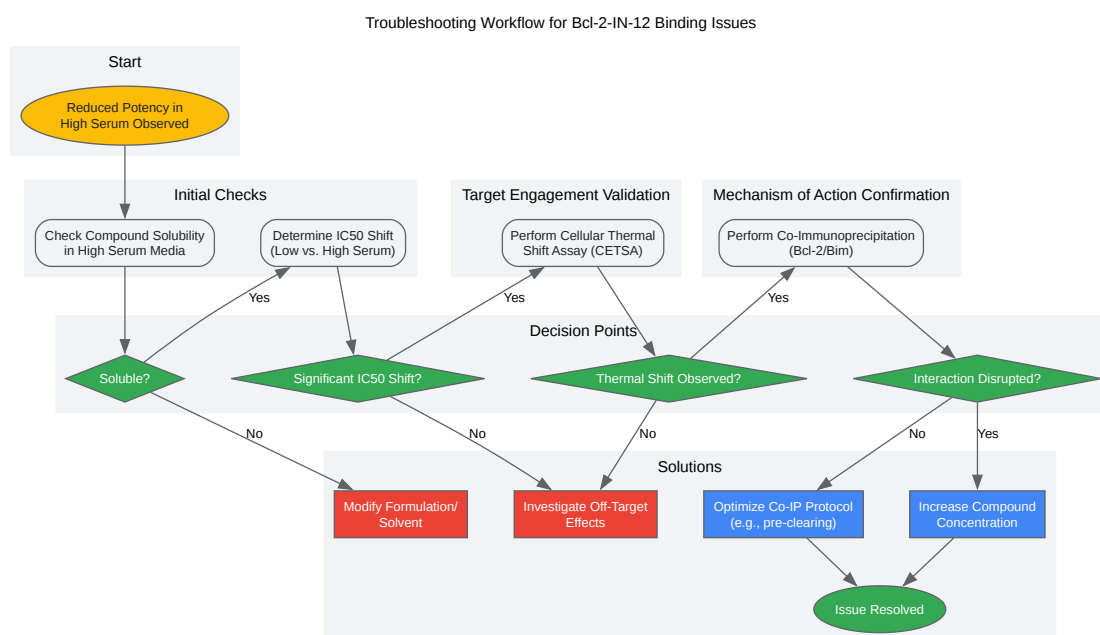 Troubleshooting Workflow for Bcl-2-IN-12 Binding Issues
Start
Reduced Potency in
High Serum Observed
Initial Checks
Target Engagement Validation
Mechanism of Action Confirmation
Check Compound Solubility
in High Serum Media
Determine IC50 Shift
(Low vs. High Serum)
Perform Cellular Thermal
Shift Assay (CETSA)
Perform Co-Immunoprecipitation
(Bcl-2/Bim)
Yes
Yes
Yes
Decision Points
Soluble?
Significant IC50 Shift?
Thermal Shift Observed?
Interaction Disrupted?
No
No
No
No
Yes
Solutions
Modify Formulation/
Solvent
Investigate Off-Target
Effects
Optimize Co-IP Protocol
(e.g., pre-clearing)
Increase Compound
Concentration
Issue Resolved